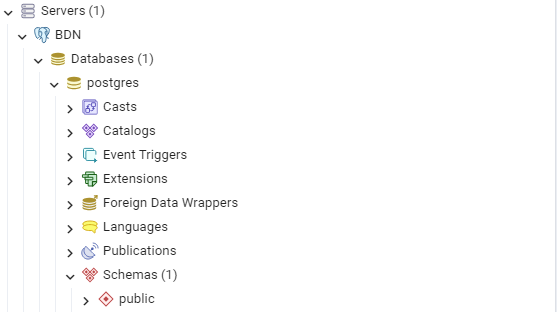 Servers (1)
BDN
Databases (1)
postgres
Casts
Catalogs
Event Triggers
Extensions
Foreign Data Wrappers
Languages
Publications
Schemas (1)
public